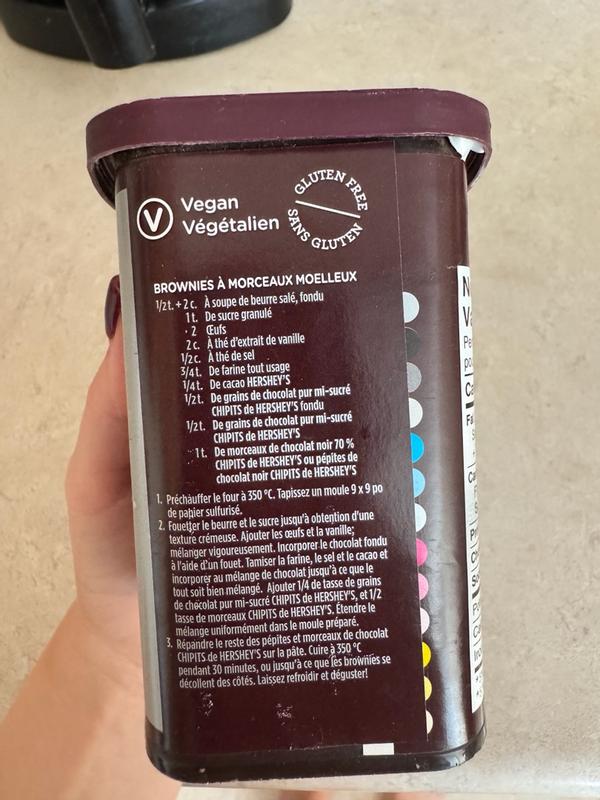 V
Vegan
Végétalien
GLUTEN FREE
SANS GLUTEN
BROWNIES À MORCEAUX MOELLEUX
1/2 t. + 2 c. À soupe de beurre salé, fondu
1 t. De sucre granulé
2 Œufs
2 c. À thé d'extrait de vanille
1/2 c. À thé de sel
3/4 t. De farine tout usage
1/4 t. De cacao HERSHEY'S
1/2 t. De grains de chocolat pur mi-sucré
CHIPITS de HERSHEY'S fondu
1/2 t. De grains de chocolat pur mi-sucré
CHIPITS de HERSHEY'S
1 t. De morceaux de chocolat noir 70 %
CHIPITS de HERSHEY'S ou pépites de
chocolat noir CHIPITS de HERSHEY'S
1. Préchauffer le four à 350 °C. Tapissez un moule 9 x 9 po
de papier sulfurisé.
2. Fouetter le beurre et le sucre jusqu'à obtention d'une
texture crémeuse. Ajouter les œufs et la vanille;
mélanger vigoureusement. Incorporer le chocolat fondu
à l'aide d'un fouet. Tamiser la farine, le sel et le cacao et
incorporer au mélange de chocolat jusqu'à ce que le
tout soit bien mélangé. Ajouter 1/4 de tasse de grains
de chocolat pur mi-sucré CHIPITS de HERSHEY'S, et 1/2
tasse de morceaux CHIPITS de HERSHEY'S. Étendre le
mélange uniformément dans le moule préparé.
3. Répandre le reste des pépites et morceaux de chocolat
CHIPITS de HERSHEY'S sur la pâte. Cuire à 350 °C
pendant 30 minutes, ou jusqu'à ce que les brownies se
décollent des côtés. Laissez refroidir et déguster!